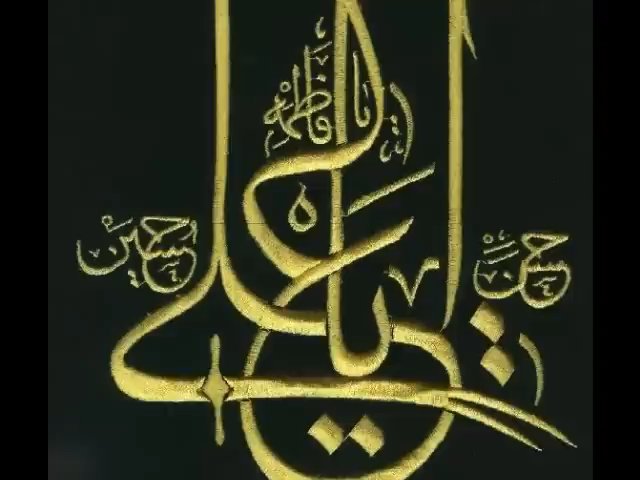 یا فاطمه
یا علی
حسن
حسین